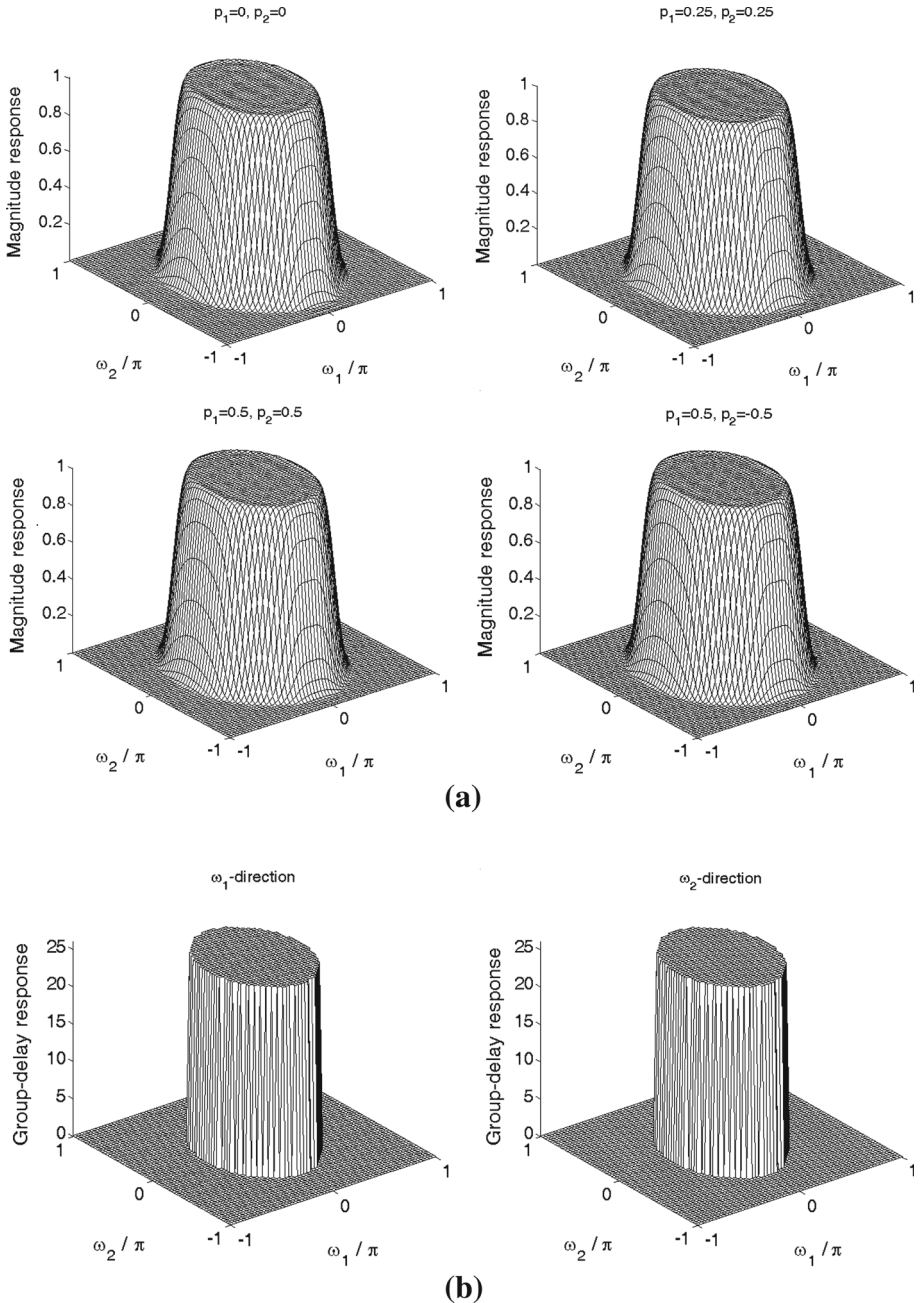 p1=0, p2=0
p1=0.25, p2=0.25
Magnitude response
1
0.8
0.6
0.4
0.2
1
0
-1
-1
0
1
ω2 / π
ω1 / π
Magnitude response
1
0.8
0.6
0.4
0.2
1
0
-1
-1
0
1
ω2 / π
ω1 / π
p1=0.5, p2=0.5
p1=0.5, p2=-0.5
Magnitude response
1
0.8
0.6
0.4
0.2
1
0
-1
-1
0
1
ω2 / π
ω1 / π
Magnitude response
1
0.8
0.6
0.4
0.2
1
0
-1
-1
0
1
ω2 / π
ω1 / π
(a)
ω1-direction
ω2-direction
Group-delay response
25
20
15
10
5
0
1
0
-1
-1
0
1
ω2 / π
ω1 / π
Group-delay response
25
20
15
10
5
0
1
0
-1
-1
0
1
ω2 / π
ω1 / π
(b)